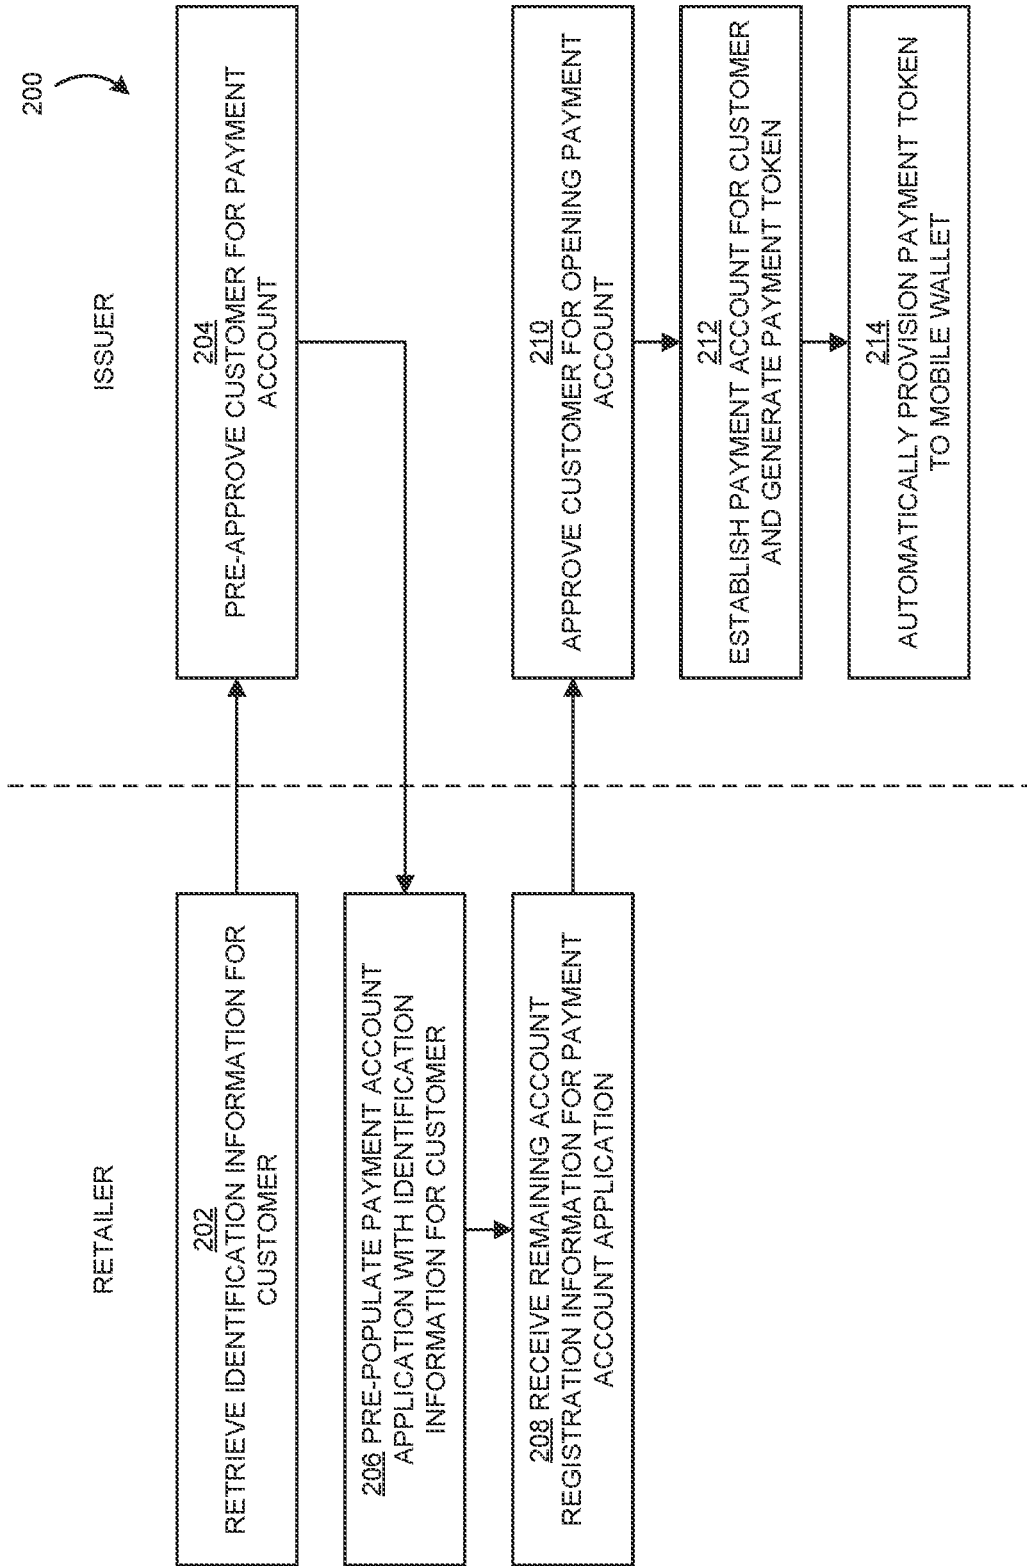 200
RETAILER
ISSUER
202
RETRIEVE IDENTIFICATION INFORMATION FOR
CUSTOMER
204
PRE-APPROVE CUSTOMER FOR PAYMENT
ACCOUNT
206 PRE-POPULATE PAYMENT ACCOUNT
APPLICATION WITH IDENTIFICATION
INFORMATION FOR CUSTOMER
208 RECEIVE REMAINING ACCOUNT
REGISTRATION INFORMATION FOR PAYMENT
ACCOUNT APPLICATION
210
APPROVE CUSTOMER FOR OPENING PAYMENT
ACCOUNT
212
ESTABLISH PAYMENT ACCOUNT FOR CUSTOMER
AND GENERATE PAYMENT TOKEN
214
AUTOMATICALLY PROVISION PAYMENT TOKEN
TO MOBILE WALLET